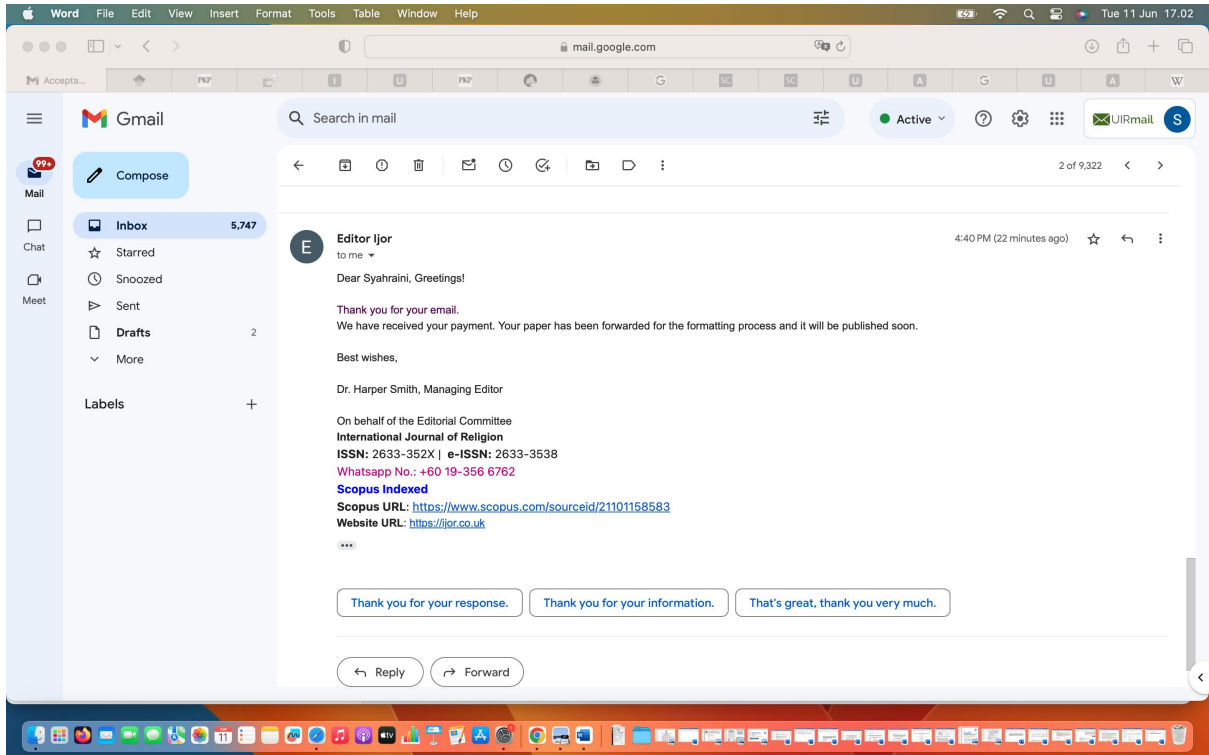 Word File Edit View Insert Format Tools Table Window Help Tue 11 Jun 17.02
mail.google.com
Accepta... PKP I U PKP G SC SC U A G U A W
Gmail Search in mail Active UIRmail S
99+ Compose 2 of 9,322
Mail
Inbox 5,747
Chat
Starred
Snoozed
Meet
Sent
Drafts 2
More
Labels
E Editor Ijor 4:40 PM (22 minutes ago)
to me
Dear Syahraini, Greetings!
Thank you for your email.
We have received your payment. Your paper has been forwarded for the formatting process and it will be published soon.
Best wishes,
Dr. Harper Smith, Managing Editor
On behalf of the Editorial Committee
International Journal of Religion
ISSN: 2633-352X | e-ISSN: 2633-3538
Whatsapp No.: +60 19-356 6762
Scopus Indexed
Scopus URL: https://www.scopus.com/sourceid/21101158583
Website URL: https://ijor.co.uk
Thank you for your response. Thank you for your information. That's great, thank you very much.
Reply Forward